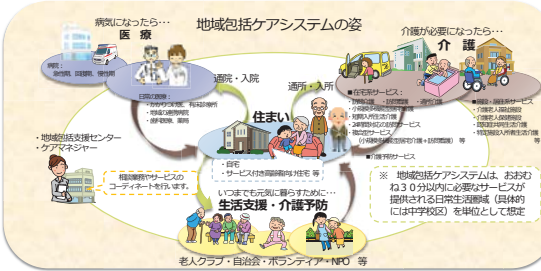 地域包括ケアシステムの姿
病気になったら･･･
医　療
病院：
急性期、回復期、慢性期
日常の医療：
・かかりつけ医、有床診療所
・地域の連携病院
・歯科医療、薬局
通院・入院
通所・入所
介護が必要になったら･･･
介　護
■在宅系サービス：
・訪問介護　・訪問看護　・通所介護
・小規模多機能型居宅介護
・短期入所生活介護
・24時間対応の訪問サービス
・複合型サービス
（小規模多機能型居宅介護＋訪問看護）　等
■介護予防サービス
■施設・居住系サービス
・介護老人福祉施設
・介護老人保健施設
・認知症共同生活介護
・特定施設入所者生活介護
等
住まい
・自宅
・サービス付き高齢者向け住宅 等
・地域包括支援センター
・ケアマネジャー
相談業務やサービスの
コーディネートを行います。
いつまでも元気に暮らすために･･･
生活支援・介護予防
老人クラブ・自治会・ボランティア・NPO　等
※　地域包括ケアシステムは、おおむ
ね３０分以内に必要なサービスが
提供される日常生活圏域（具体的
には中学校区）を単位として想定